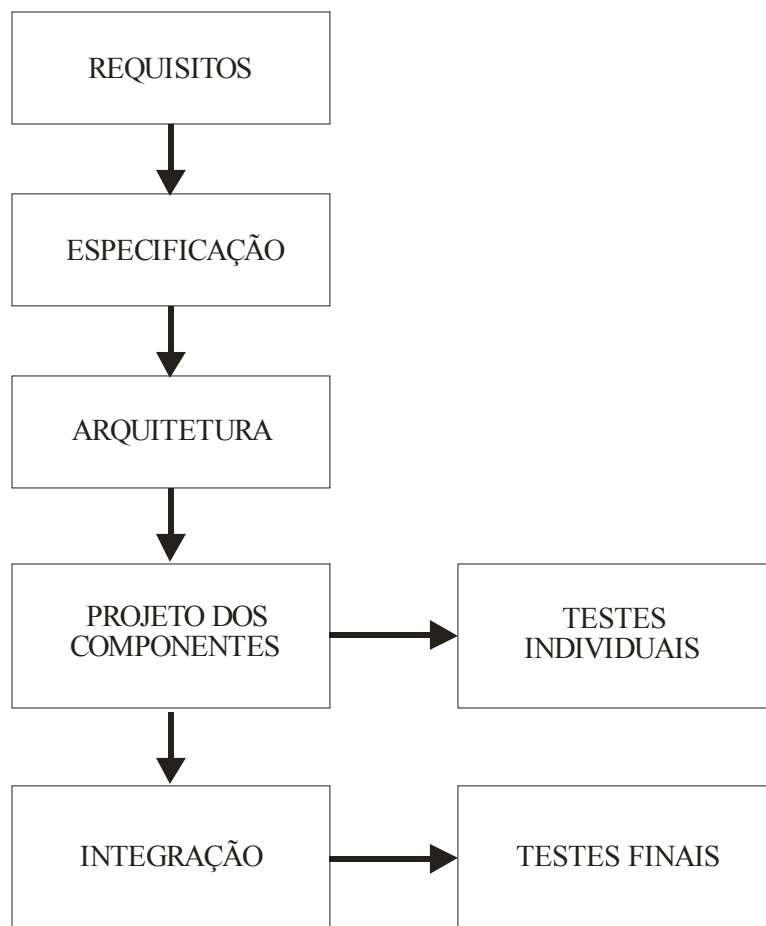 REQUISITOS
ESPECIFICAÇÃO
ARQUITETURA
PROJETO DOS
COMPONENTES
TESTES
INDIVIDUAIS
INTEGRAÇÃO
TESTES FINAIS